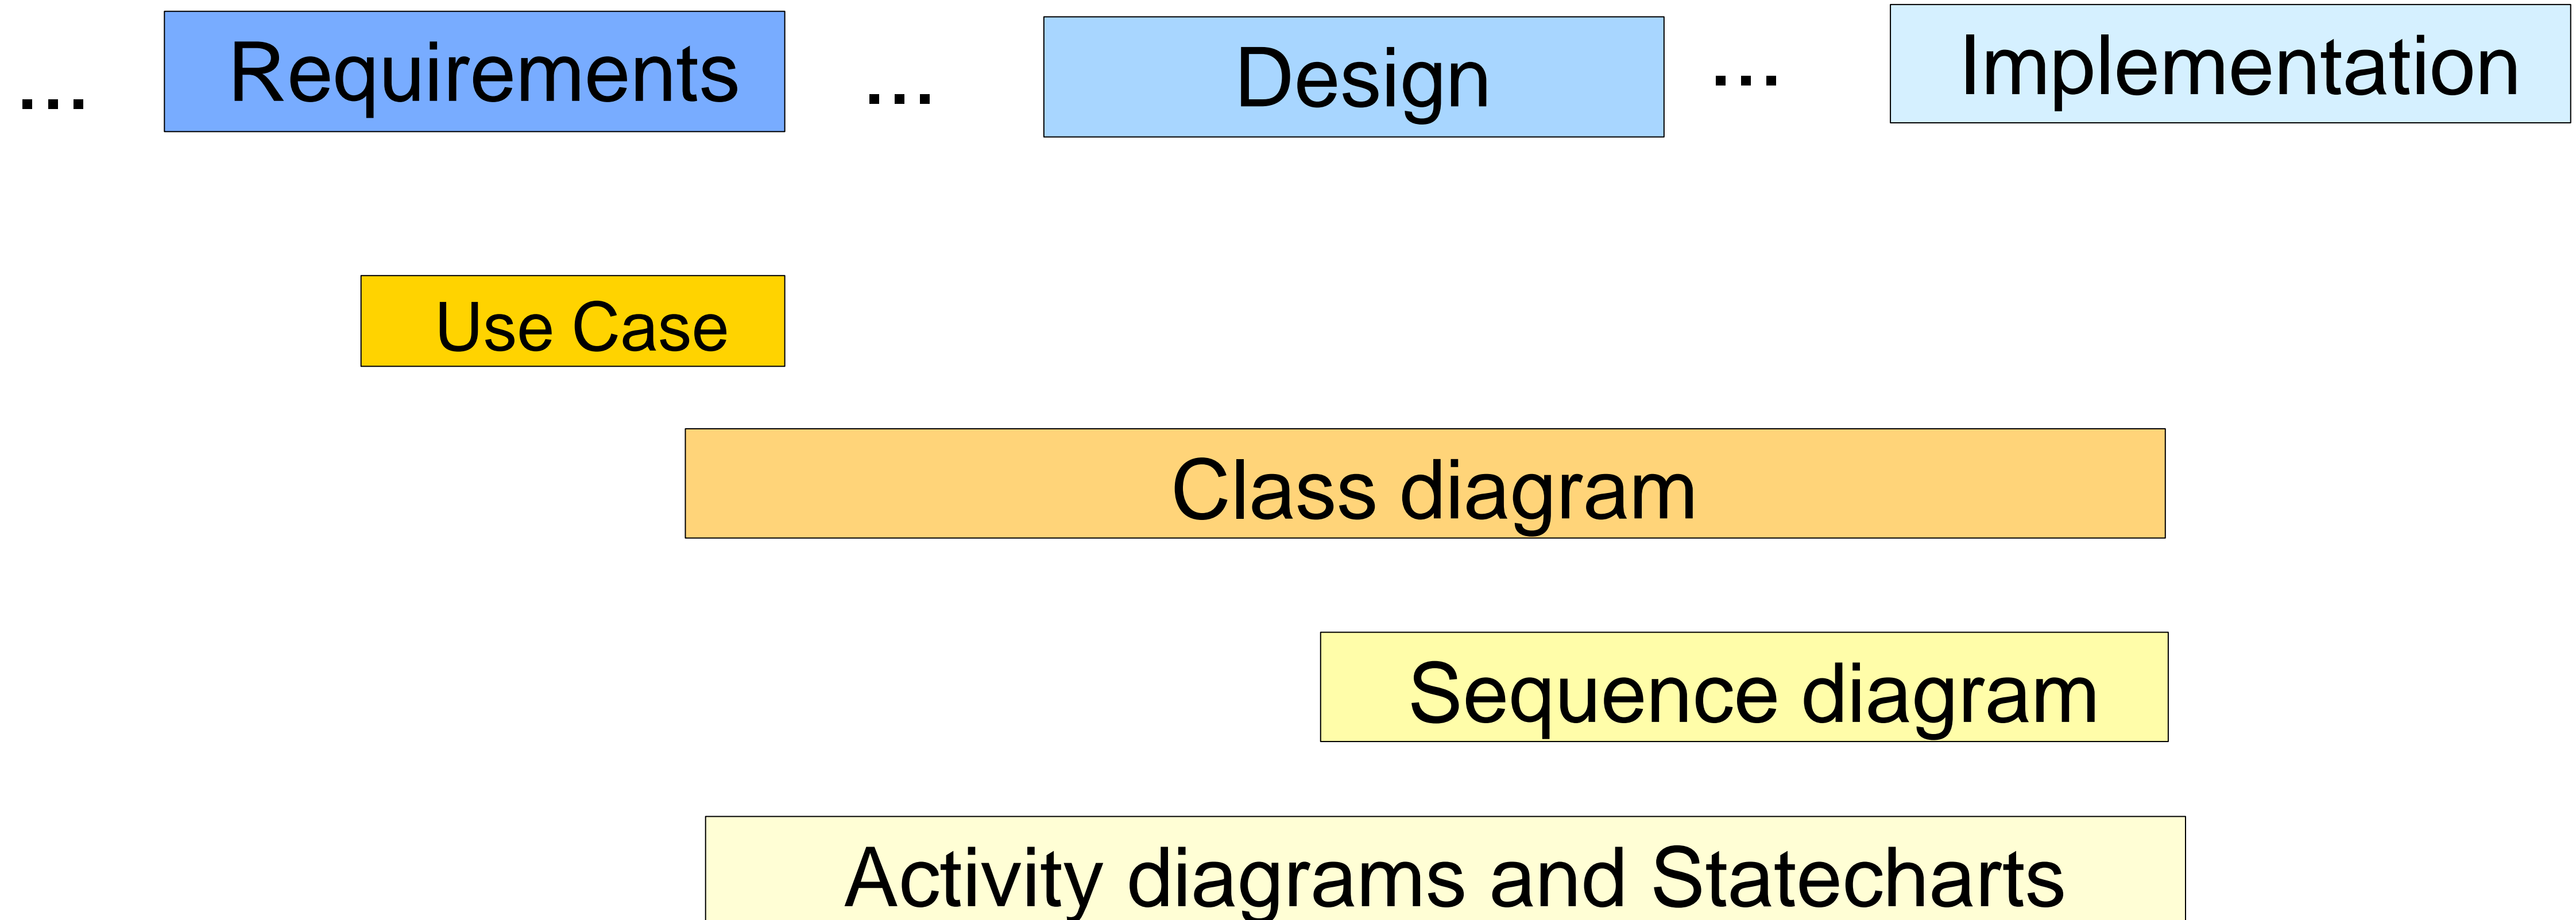 ... Requirements ... Design ... Implementation
Use Case
Class diagram
Sequence diagram
Activity diagrams and Statecharts